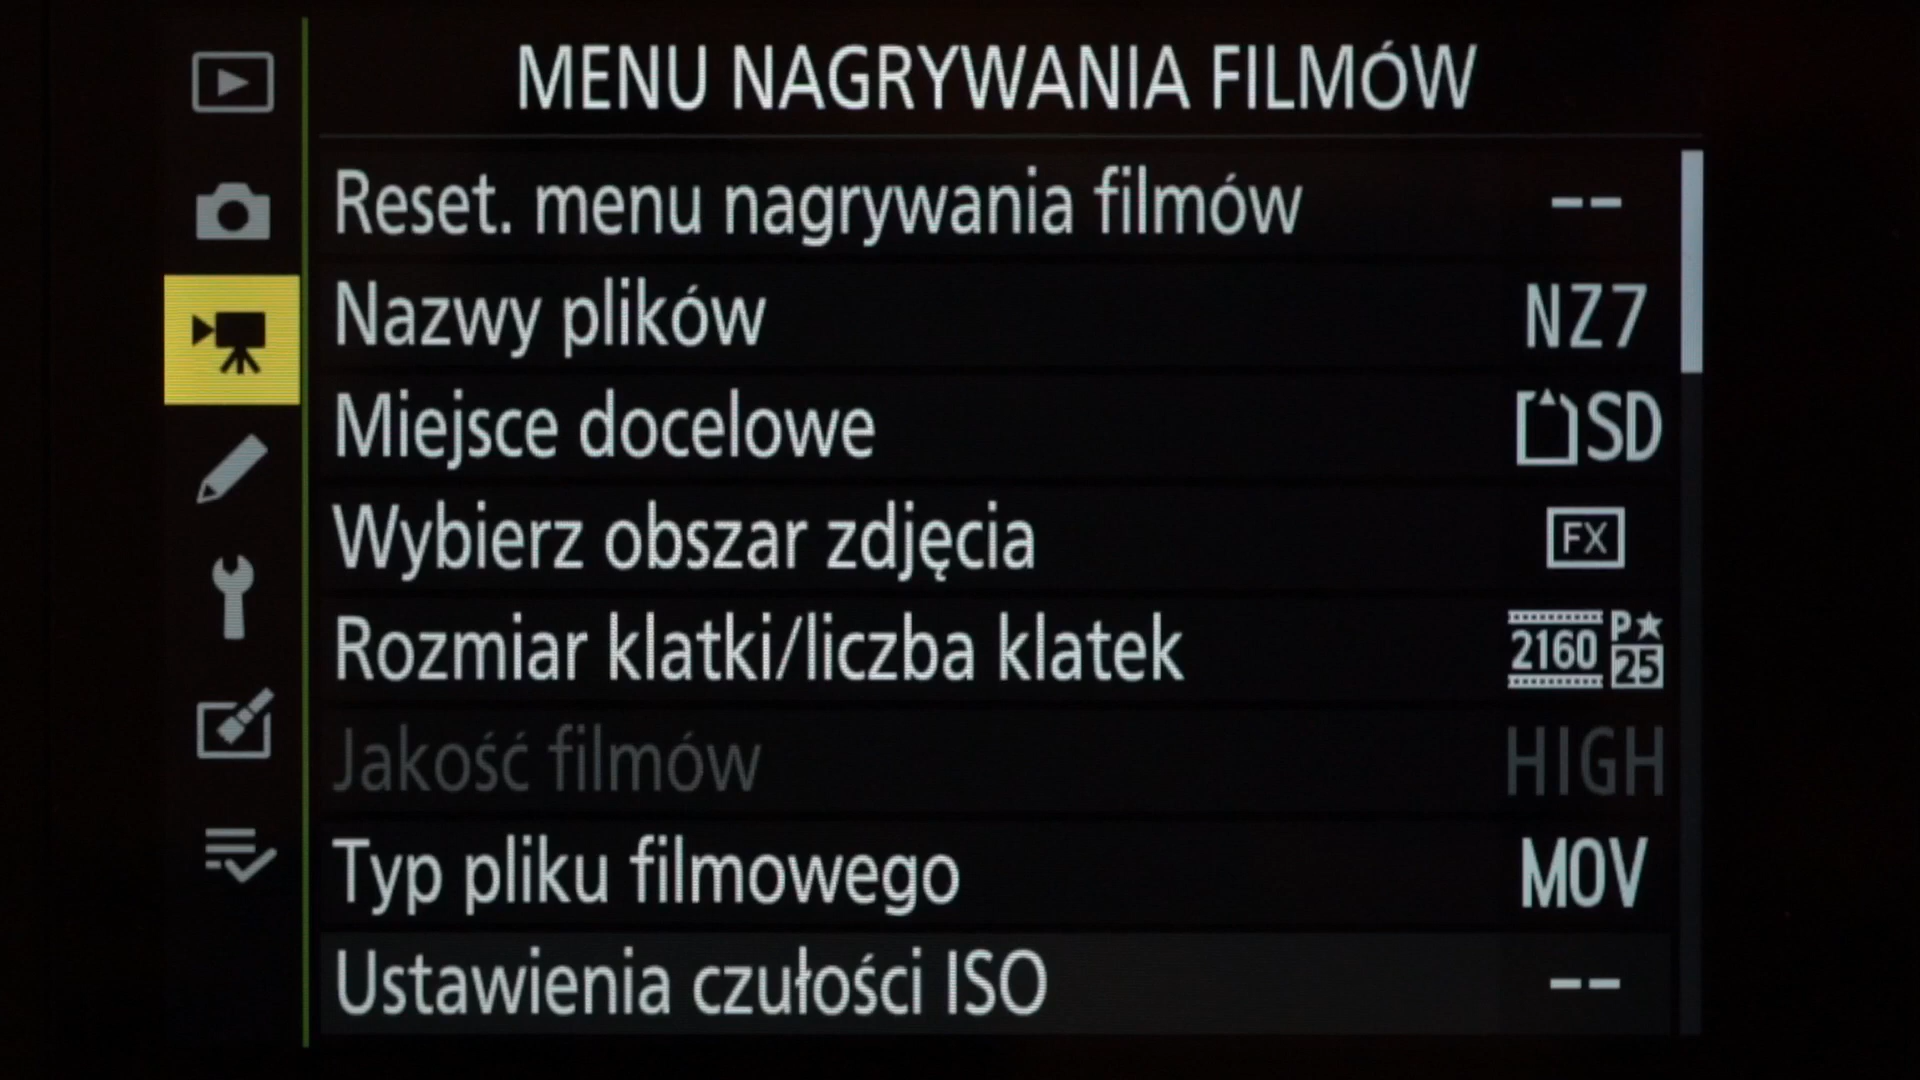 MENU NAGRYWANIA FILMÓW
Reset. menu nagrywania filmów --
Nazwy plików NZ7
Miejsce docelowe SD
Wybierz obszar zdjęcia FX
Rozmiar klatki/liczba klatek 2160 P★ 25
Jakość filmów HIGH
Typ pliku filmowego MOV
Ustawienia czułości ISO --